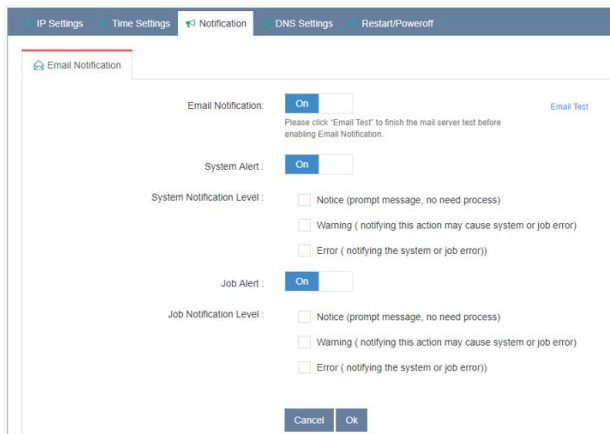 IP Settings Time Settings Notification DNS Settings Restart/Poweroff
Email Notification
Email Notification: On Email Test
Please click "Email Test" to finish the mail server test before
enabling Email Notification.
System Alert : On
System Notification Level : Notice (prompt message, no need process)
Warning ( notifying this action may cause system or job error)
Error ( notifying the system or job error))
Job Alert : On
Job Notification Level : Notice (prompt message, no need process)
Warning ( notifying this action may cause system or job error)
Error ( notifying the system or job error))
Cancel Ok